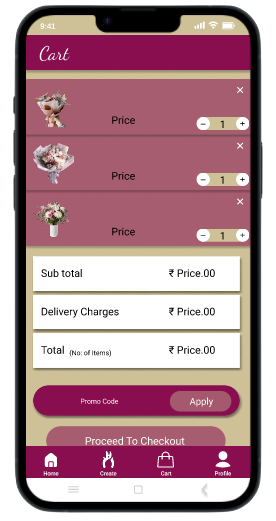 9:41
Cart
×
Price
− 1 +
×
Price
− 1 +
×
Price
− 1 +
Sub total ₹ Price.00
Delivery Charges ₹ Price.00
Total (No: of Items) ₹ Price.00
Promo Code Apply
Proceed To Checkout
Home Create Cart Profile